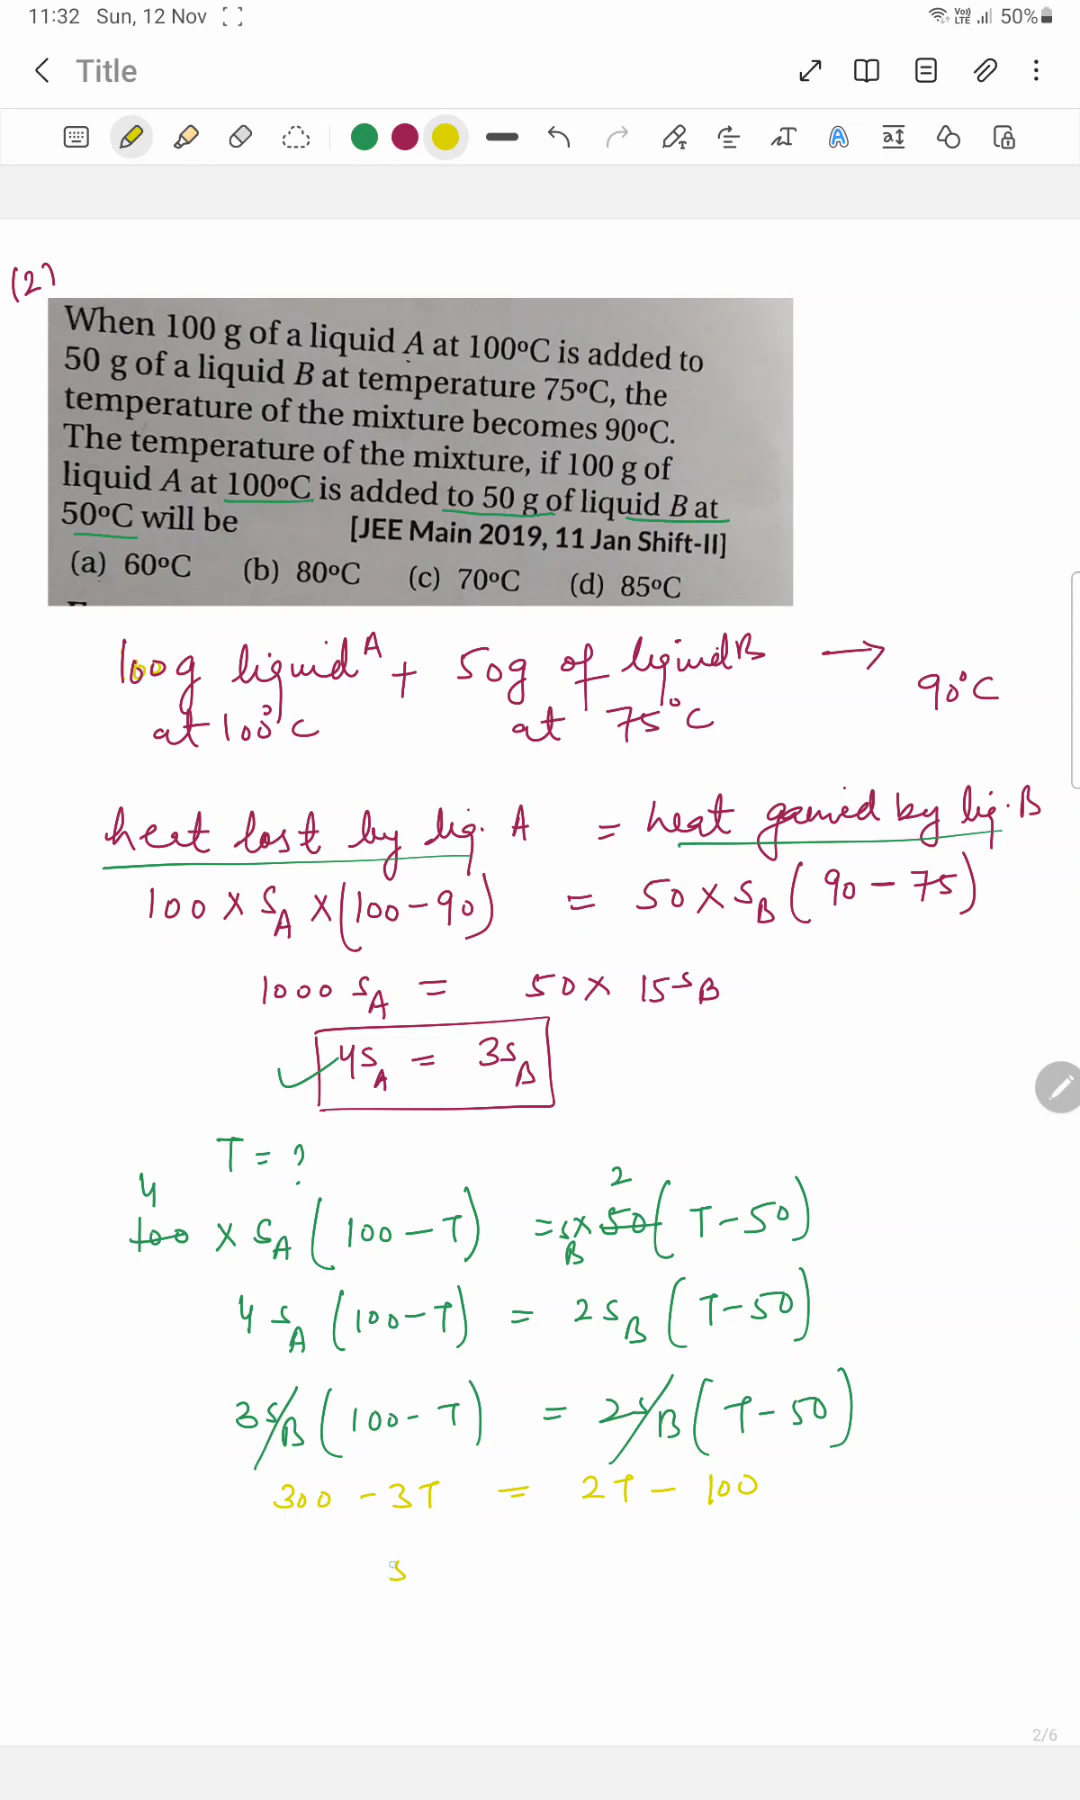 11:32 Sun, 12 Nov
Vo)) LTE 50%
Title
(2)
When 100 g of a liquid A at 100°C is added to
50 g of a liquid B at temperature 75°C, the
temperature of the mixture becomes 90°C.
The temperature of the mixture, if 100 g of
liquid A at 100°C is added to 50 g of liquid B at
50°C will be [JEE Main 2019, 11 Jan Shift-II]
(a) 60°C (b) 80°C (c) 70°C (d) 85°C
100g liquid A + 50g of liquid B → 90°C
at 100°C at 75°C
heat lost by liq. A = heat gained by liq. B
100 × S_A × (100-90) = 50 × S_B (90-75)
1000 S_A = 50 × 15 S_B
4S_A = 3S_B
T = ?
4 2
100 × S_A (100-T) = S_B × 50 (T-50)
4 S_A (100-T) = 2 S_B (T-50)
3 S_B (100-T) = 2 S_B (T-50)
300 - 3T = 2T - 100
2/6